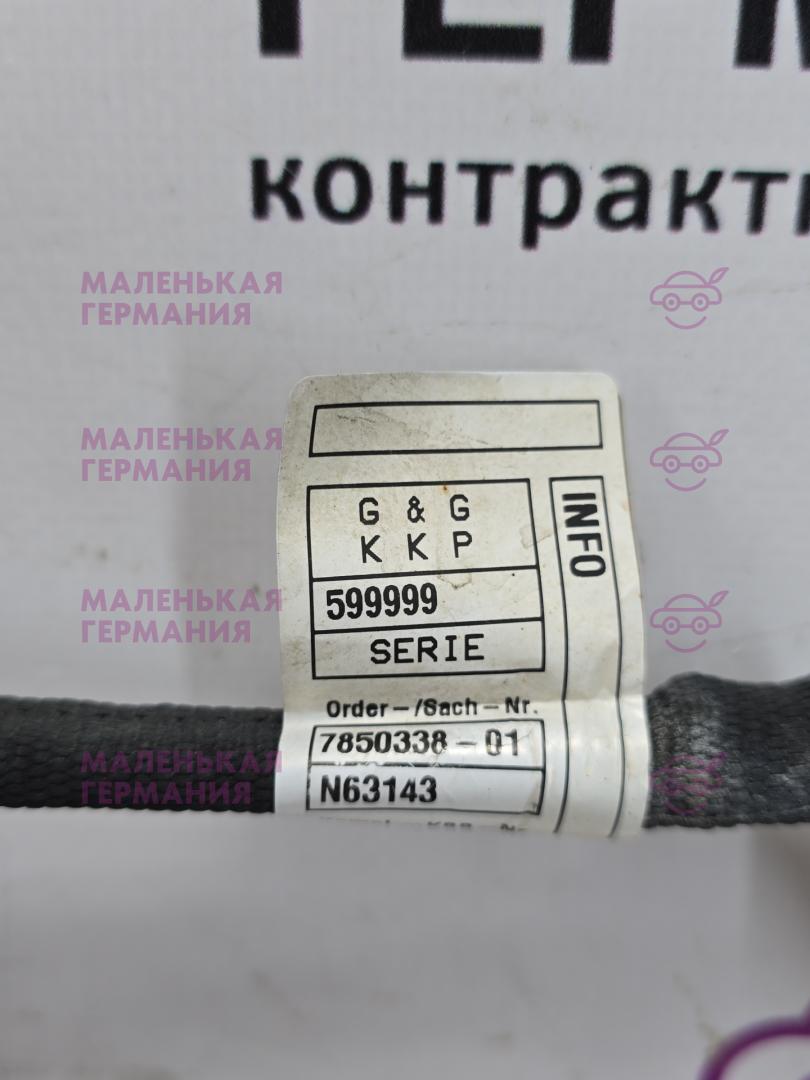 контракт
МАЛЕНЬКАЯ
ГЕРМАНИЯ
МАЛЕНЬКАЯ
ГЕРМАНИЯ
G & G
K K P
INFO
599999
МАЛЕНЬКАЯ
ГЕРМАНИЯ
SERIE
Order-/Sach-Nr.
7850338-01
МАЛЕНЬКАЯ
ГЕРМАНИЯ
N63143